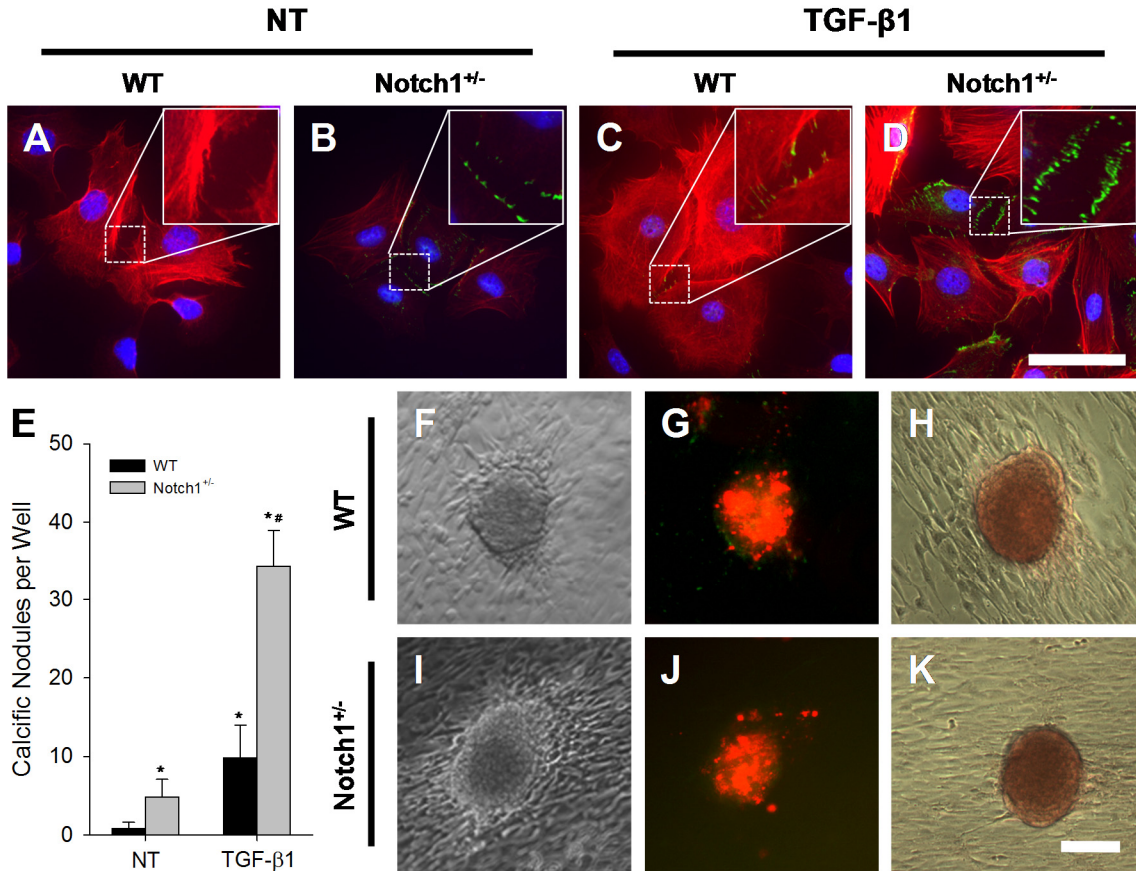 NT TGF-β1
WT Notch1+/- WT Notch1+/-
A B C D
E
50
40
30
20
10
0
Calcific Nodules per Well
WT
Notch1+/-
*
*
*#
NT TGF-β1
WT
F G H
Notch1+/-
I J K